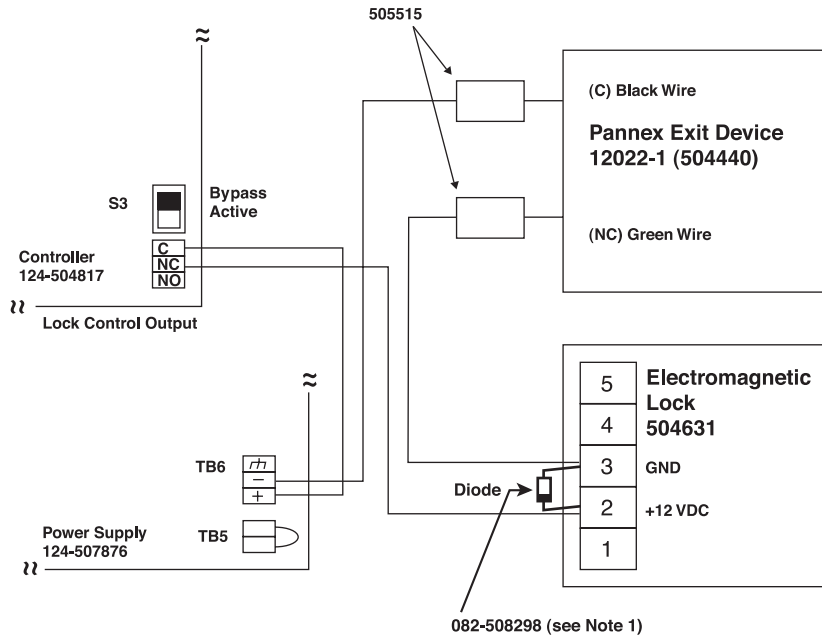 505515
(C) Black Wire
Pannex Exit Device
12022-1 (504440)
(NC) Green Wire
S3
Bypass
Active
C
NC
NO
Controller
124-504817
Lock Control Output
5
4
3
2
1
Electromagnetic
Lock
504631
GND
+12 VDC
Diode
TB6
−
+
TB5
Power Supply
124-507876
082-508298 (see Note 1)